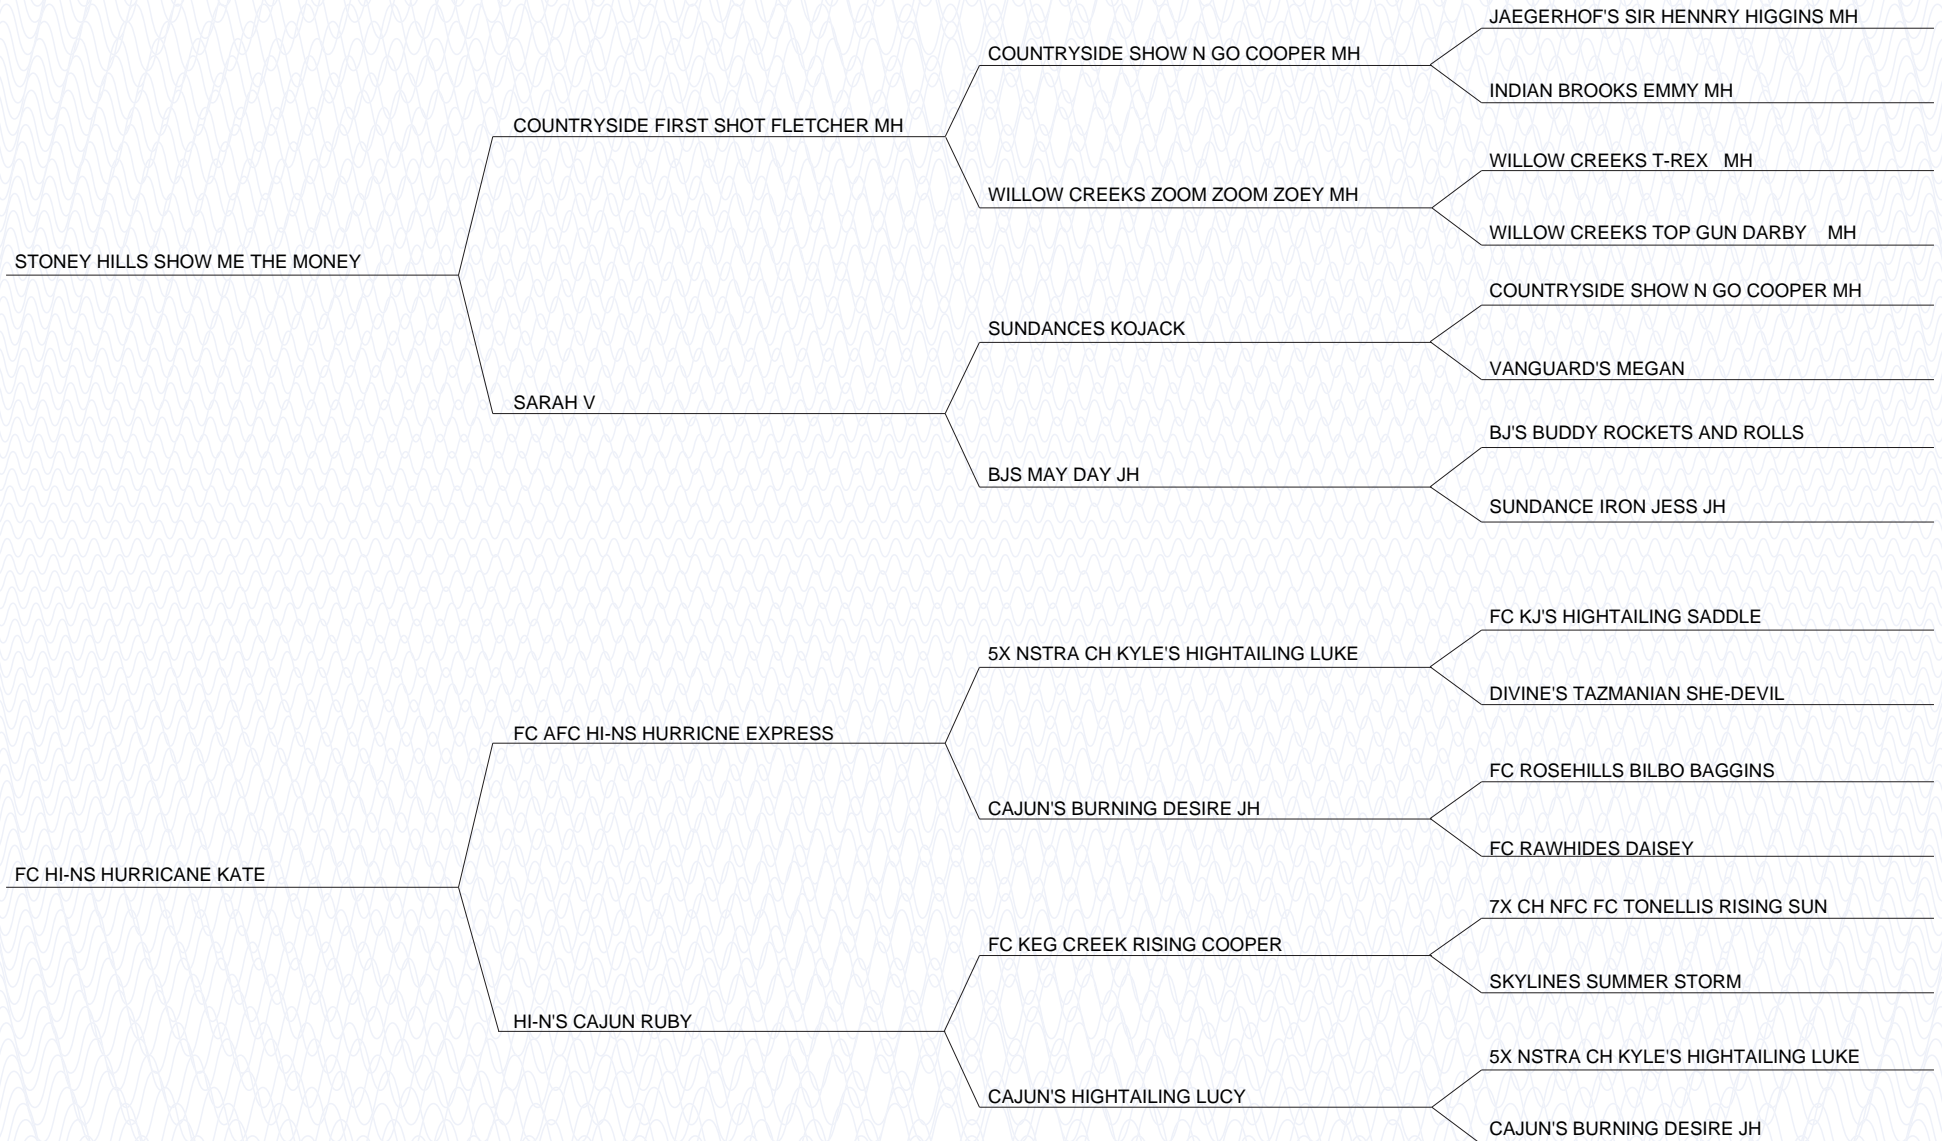 JAEGERHOF'S SIR HENNRY HIGGINS MH
COUNTRYSIDE SHOW N GO COOPER MH
INDIAN BROOKS EMMY MH
COUNTRYSIDE FIRST SHOT FLETCHER MH
WILLOW CREEKS T-REX MH
WILLOW CREEKS ZOOM ZOOM ZOEY MH
WILLOW CREEKS TOP GUN DARBY MH
STONEY HILLS SHOW ME THE MONEY
COUNTRYSIDE SHOW N GO COOPER MH
SUNDANCES KOJACK
VANGUARD'S MEGAN
SARAH V
BJ'S BUDDY ROCKETS AND ROLLS
BJS MAY DAY JH
SUNDANCE IRON JESS JH
FC KJ'S HIGHTAILING SADDLE
5X NSTRA CH KYLE'S HIGHTAILING LUKE
DIVINE'S TAZMANIAN SHE-DEVIL
FC AFC HI-NS HURRICNE EXPRESS
FC ROSEHILLS BILBO BAGGINS
CAJUN'S BURNING DESIRE JH
FC RAWHIDES DAISEY
FC HI-NS HURRICANE KATE
7X CH NFC FC TONELLIS RISING SUN
FC KEG CREEK RISING COOPER
SKYLINES SUMMER STORM
HI-N'S CAJUN RUBY
5X NSTRA CH KYLE'S HIGHTAILING LUKE
CAJUN'S HIGHTAILING LUCY
CAJUN'S BURNING DESIRE JH